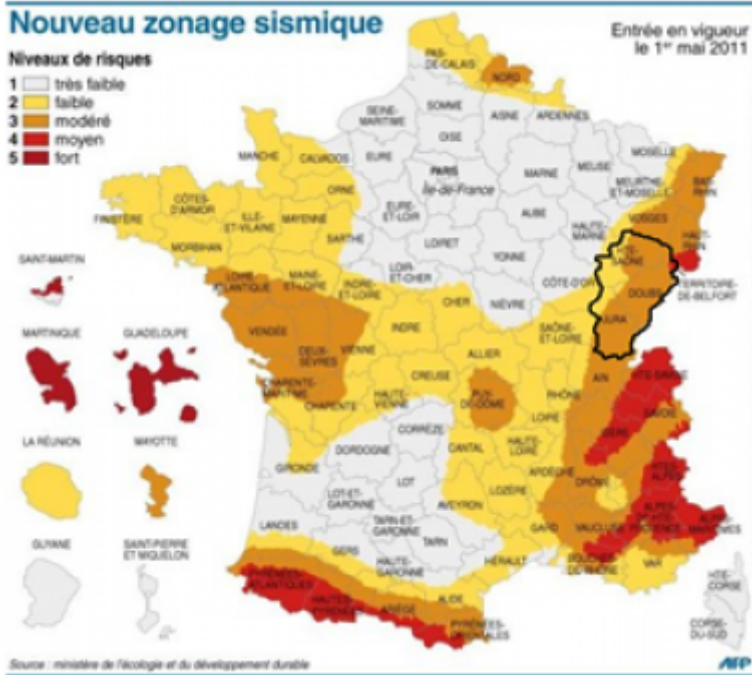 Nouveau zonage sismique
Entrée en vigueur
le 1er mai 2011
Niveaux de risques
1 très faible
2 faible
3 modéré
4 moyen
5 fort
PAS-
DE-CALAIS
NORD
SOMME
SEINE-
MARITIME
AISNE
ARDENNES
OISE
MANCHE
CALVADOS
EURE
PARIS
Île-de-France
MARNE
MEUSE
MOSELLE
MEURTHE-
ET-MOSELLE
BAS-
RHIN
ORNE
FINISTÈRE
CÔTES-
D'ARMOR
ILLE-
ET-VILAINE
MAYENNE
EURE-
ET-LOIR
AUBE
HAUTE-
MARNE
VOSGES
HAUT-
RHIN
MORBIHAN
SARTHE
LOIRET
YONNE
SAÔNE
SAINT-MARTIN
LOIRE-
ATLANTIQUE
MAINE-
ET-LOIRE
INDRE-
ET-LOIRE
LOIR-
ET-CHER
CHER
NIÈVRE
CÔTE-D'OR
DOUBS
TERRITOIRE-
DE-BELFORT
JURA
MARTINIQUE
GUADELOUPE
VENDÉE
DEUX-
SÈVRES
VIENNE
INDRE
ALLIER
SAÔNE-
ET-LOIRE
AIN
HTE-SAVOIE
CHARENTE-
MARITIME
CHARENTE
HAUTE-
VIENNE
CREUSE
PUY-
DE-DÔME
LOIRE
RHÔNE
SAVOIE
ISÈRE
LA RÉUNION
MAYOTTE
GIRONDE
DORDOGNE
CORRÈZE
CANTAL
HAUTE-
LOIRE
ARDÈCHE
DRÔME
HTES-
ALPES
LOT-ET-
GARONNE
LOT
AVEYRON
LOZÈRE
GARD
VAUCLUSE
ALPES-
DE-HTE-
PROVENCE
ALPES-
MARITIMES
LANDES
TARN-ET-
GARONNE
TARN
GUYANE
SAINT-PIERRE
ET MIQUELON
GERS
HAUTE-
GARONNE
HÉRAULT
BOUCHES-
DU-RHÔNE
VAR
HTE-
CORSE
PYRÉNÉES-
ATLANTIQUES
HAUTES-
PYRÉNÉES
ARIÈGE
AUDE
PYRÉNÉES-
ORIENTALES
CORSE-
DU-SUD
Source : ministère de l'écologie et du développement durable
AFP